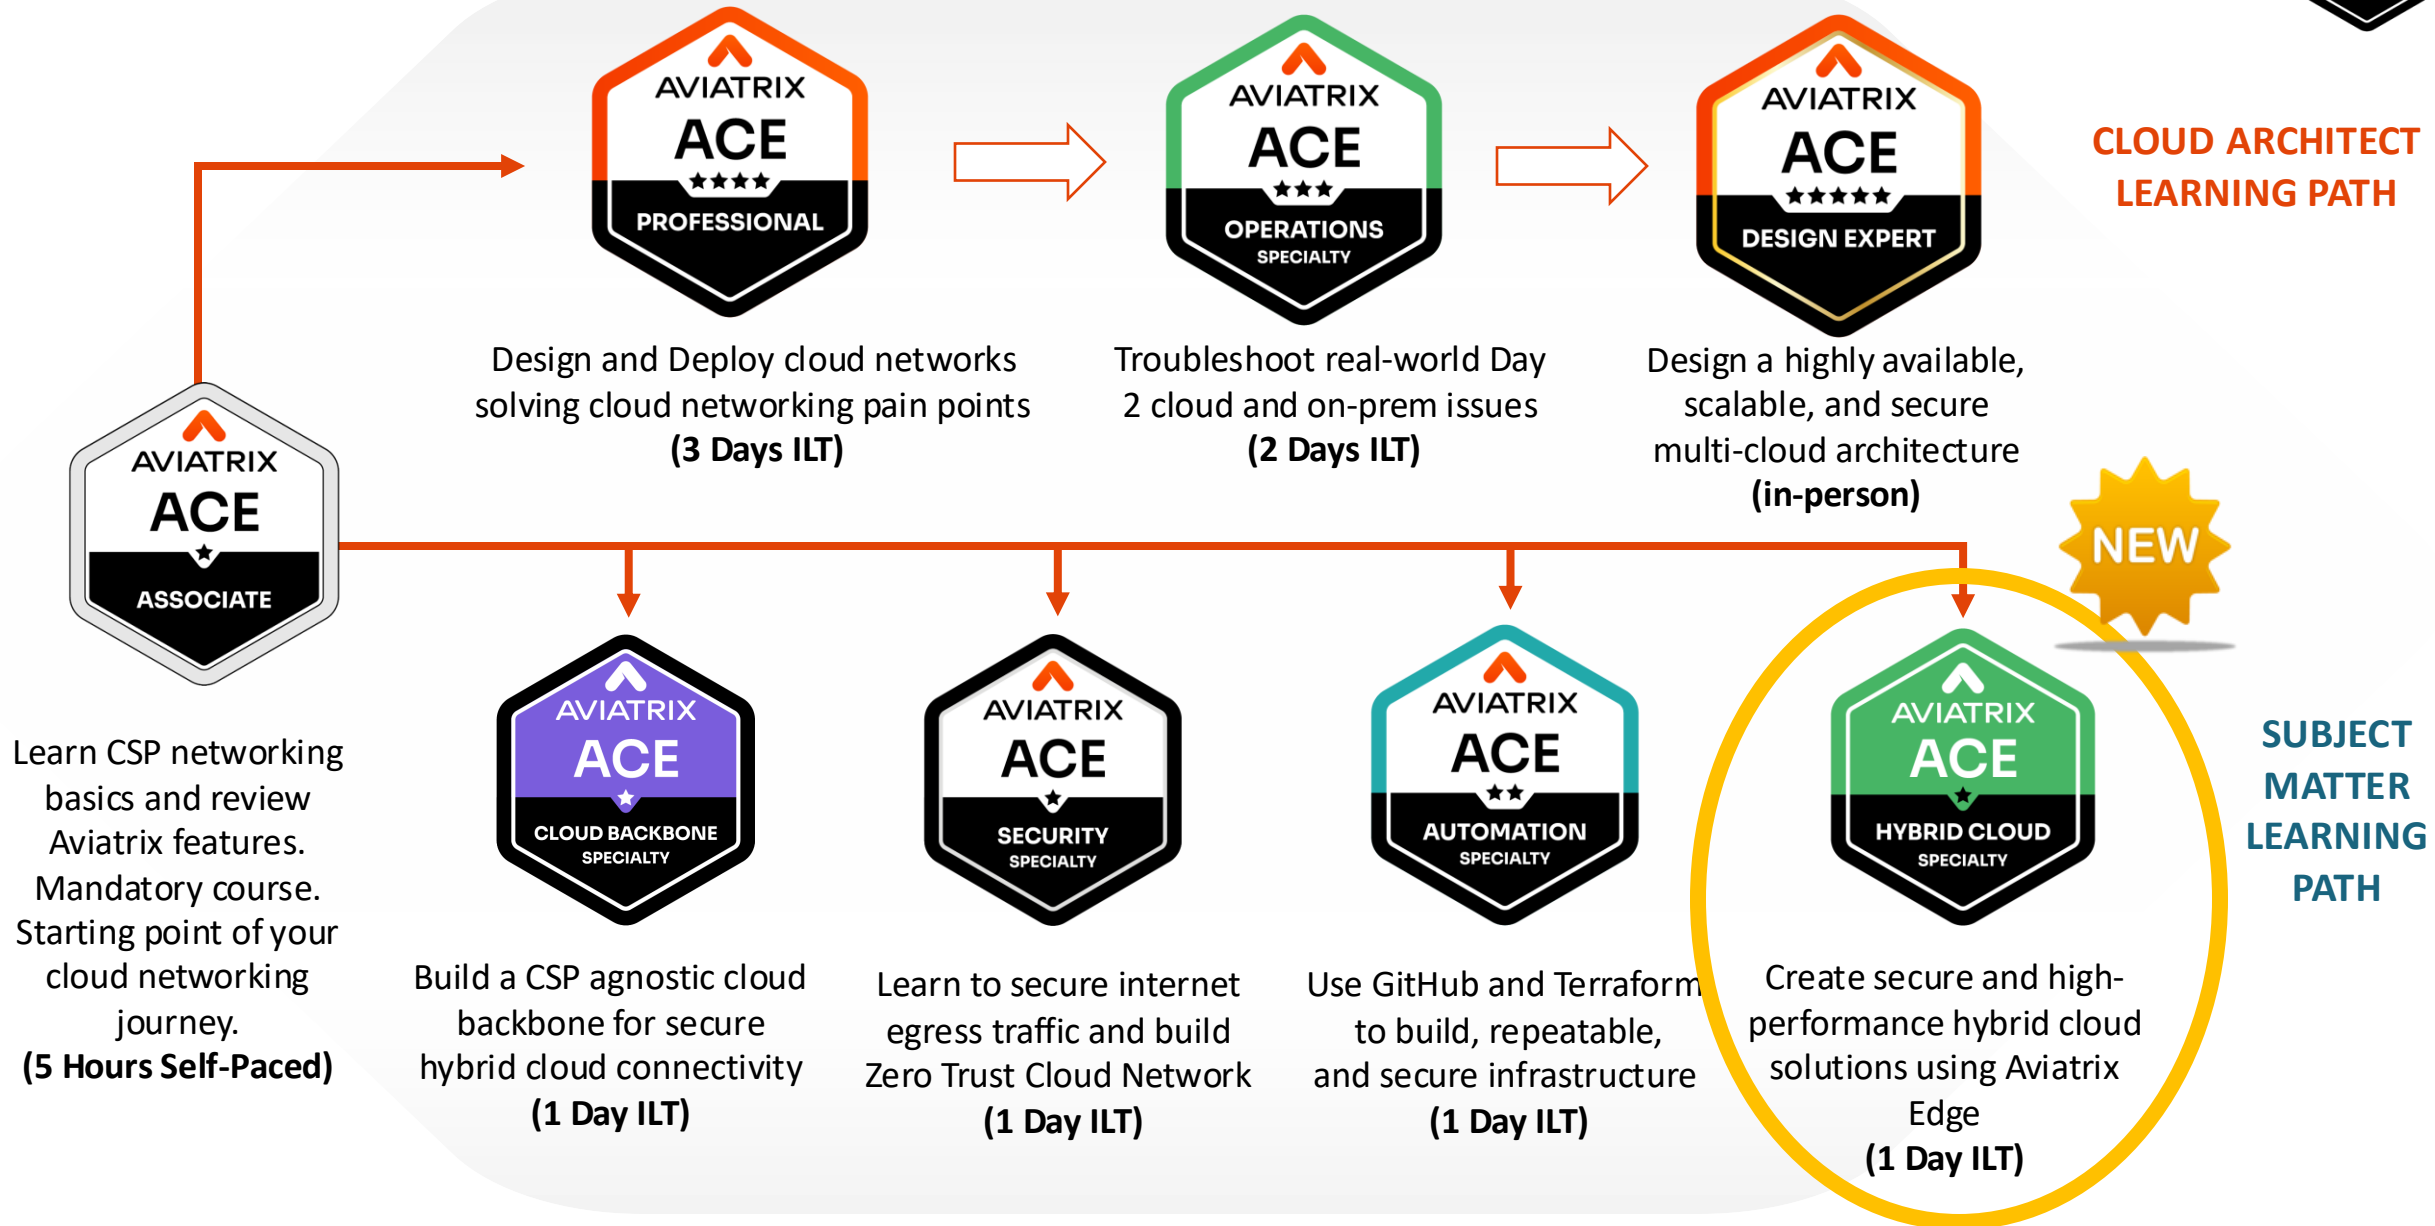 AVIATRIX
ACE
PROFESSIONAL
Design and Deploy cloud networks
solving cloud networking pain points
(3 Days ILT)
AVIATRIX
ACE
OPERATIONS
SPECIALTY
Troubleshoot real-world Day
2 cloud and on-prem issues
(2 Days ILT)
AVIATRIX
ACE
DESIGN EXPERT
Design a highly available,
scalable, and secure
multi-cloud architecture
(in-person)
CLOUD ARCHITECT
LEARNING PATH
AVIATRIX
ACE
ASSOCIATE
Learn CSP networking
basics and review
Aviatrix features.
Mandatory course.
Starting point of your
cloud networking
journey.
(5 Hours Self-Paced)
AVIATRIX
ACE
CLOUD BACKBONE
SPECIALTY
Build a CSP agnostic cloud
backbone for secure
hybrid cloud connectivity
(1 Day ILT)
AVIATRIX
ACE
SECURITY
SPECIALTY
Learn to secure internet
egress traffic and build
Zero Trust Cloud Network
(1 Day ILT)
AVIATRIX
ACE
AUTOMATION
SPECIALTY
Use GitHub and Terraform
to build, repeatable,
and secure infrastructure
(1 Day ILT)
NEW
AVIATRIX
ACE
HYBRID CLOUD
SPECIALTY
Create secure and high-
performance hybrid cloud
solutions using Aviatrix
Edge
(1 Day ILT)
SUBJECT
MATTER
LEARNING
PATH